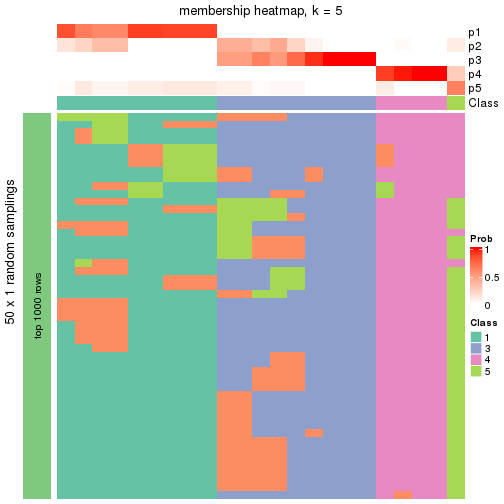 membership heatmap, k = 5
p1
p2
p3
p4
p5
Class
50 x 1 random samplings
top 1000 rows
Prob
1
0.5
0
Class
1
3
4
5